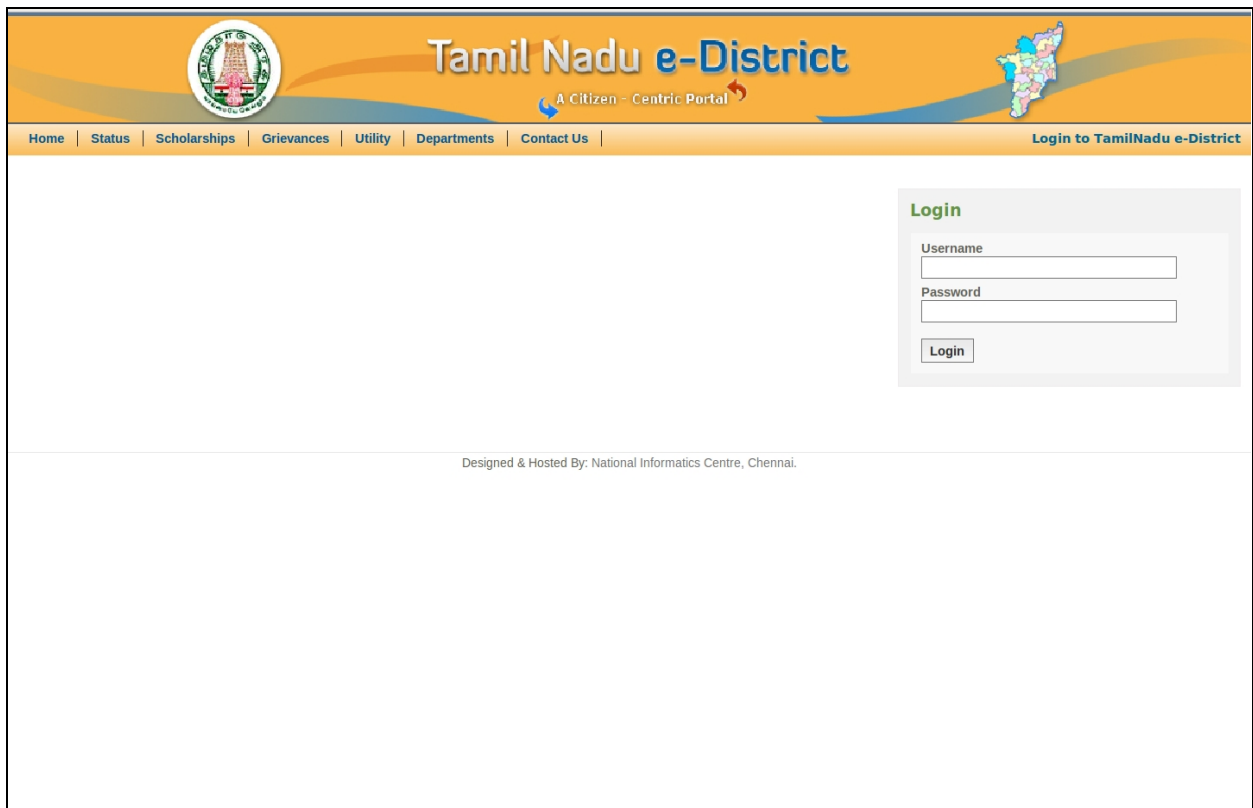 Tamil Nadu e-District
A Citizen - Centric Portal
Home | Status | Scholarships | Grievances | Utility | Departments | Contact Us |
Login to TamilNadu e-District
Login
Username
Password
Login
Designed & Hosted By: National Informatics Centre, Chennai.